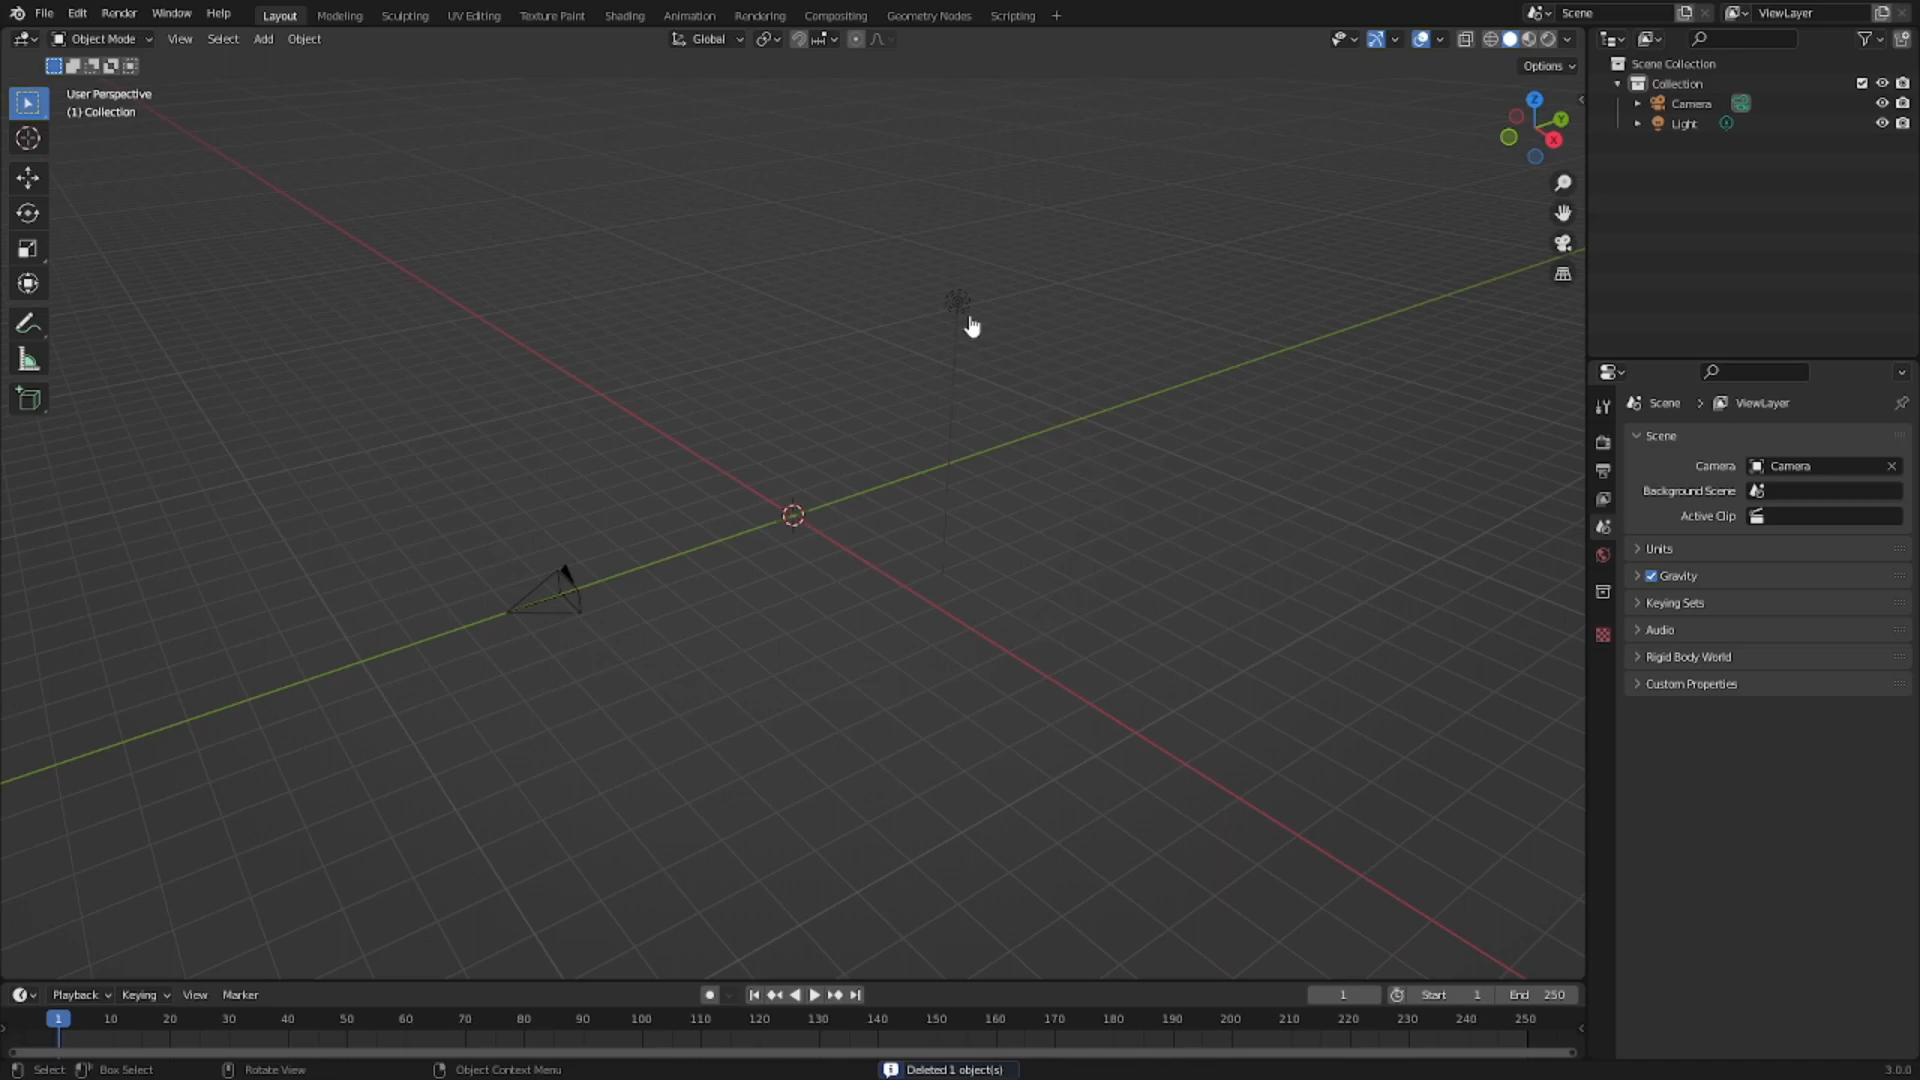 File Edit Render Window Help Layout Modeling Sculpting UV Editing Texture Paint Shading Animation Rendering Compositing Geometry Nodes Scripting + Scene ViewLayer
Object Mode View Select Add Object Global
Options
User Perspective
(1) Collection
Z
Y
X
Scene Collection
Collection
Camera
Light
Scene > ViewLayer
Scene
Camera Camera
Background Scene
Active Clip
Units
Gravity
Keying Sets
Audio
Rigid Body World
Custom Properties
Playback Keying View Marker 1 Start 1 End 250
1 10 20 30 40 50 60 70 80 90 100 110 120 130 140 150 160 170 180 190 200 210 220 230 240 250
Select Box Select Rotate View Object Context Menu Deleted 1 object(s) 3.0.0